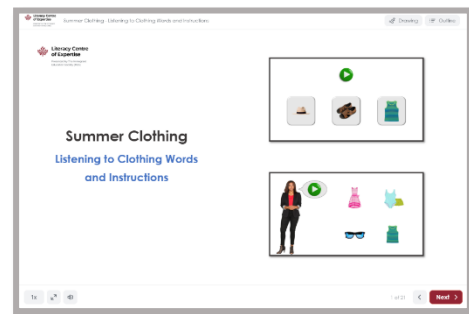 Literacy Centre of Expertise
Summer Clothing: Listening to Clothing Words and Instructions
Drawing
Outline
Literacy Centre
of Expertise
Summer Clothing
Listening to Clothing Words
and Instructions
1x
1 of 21
Next